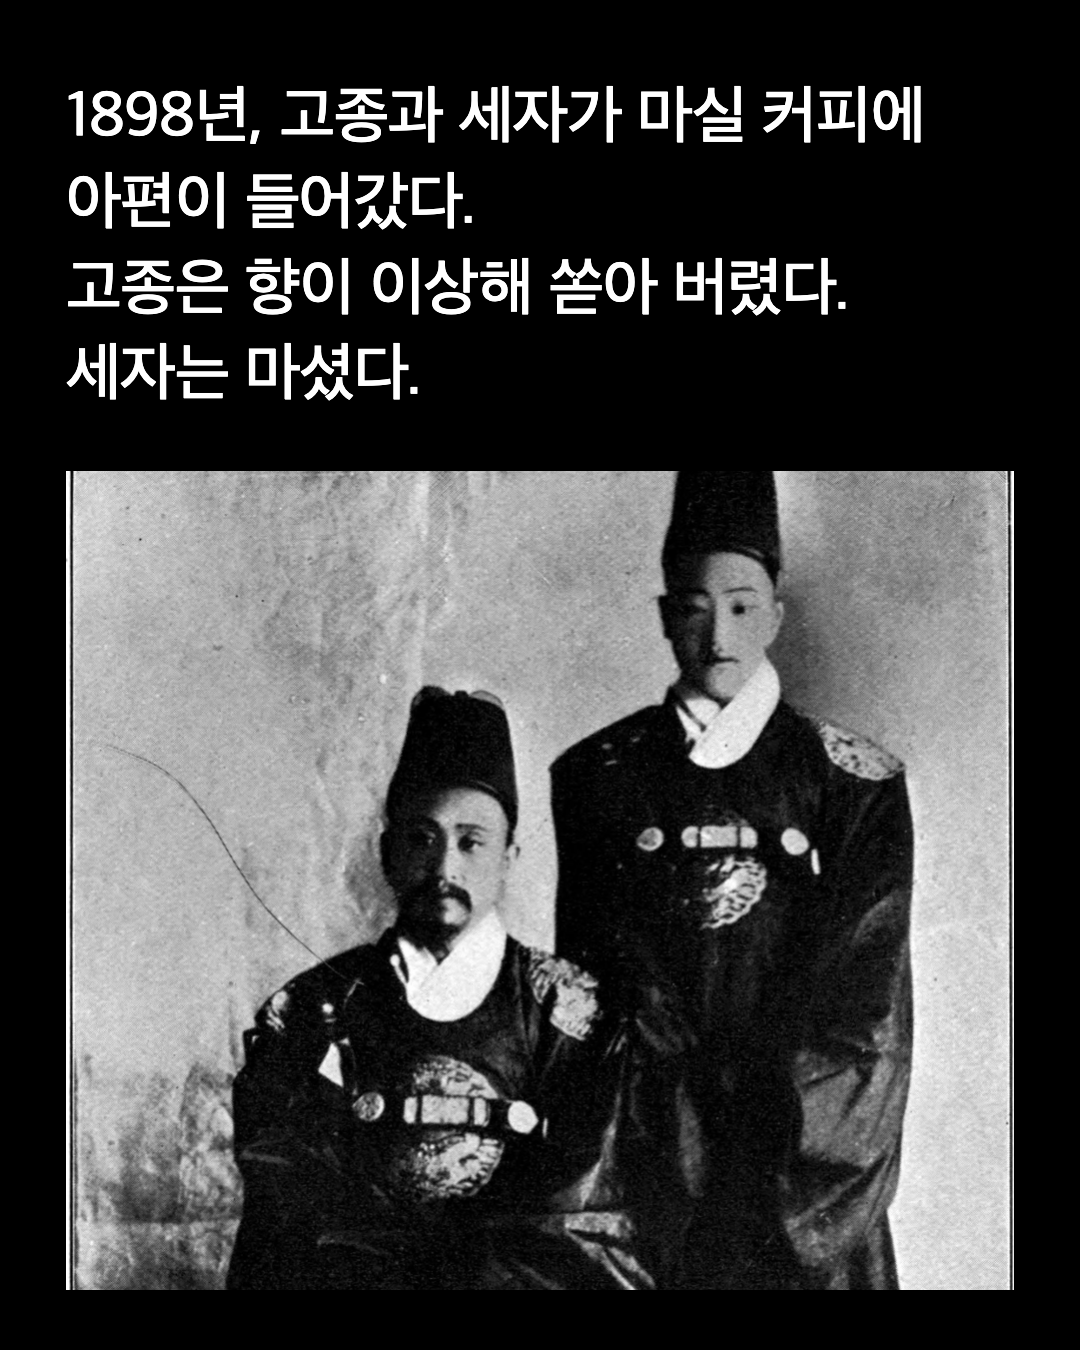 1898년, 고종과 세자가 마실 커피에
아편이 들어갔다.
고종은 향이 이상해 쏟아 버렸다.
세자는 마셨다.